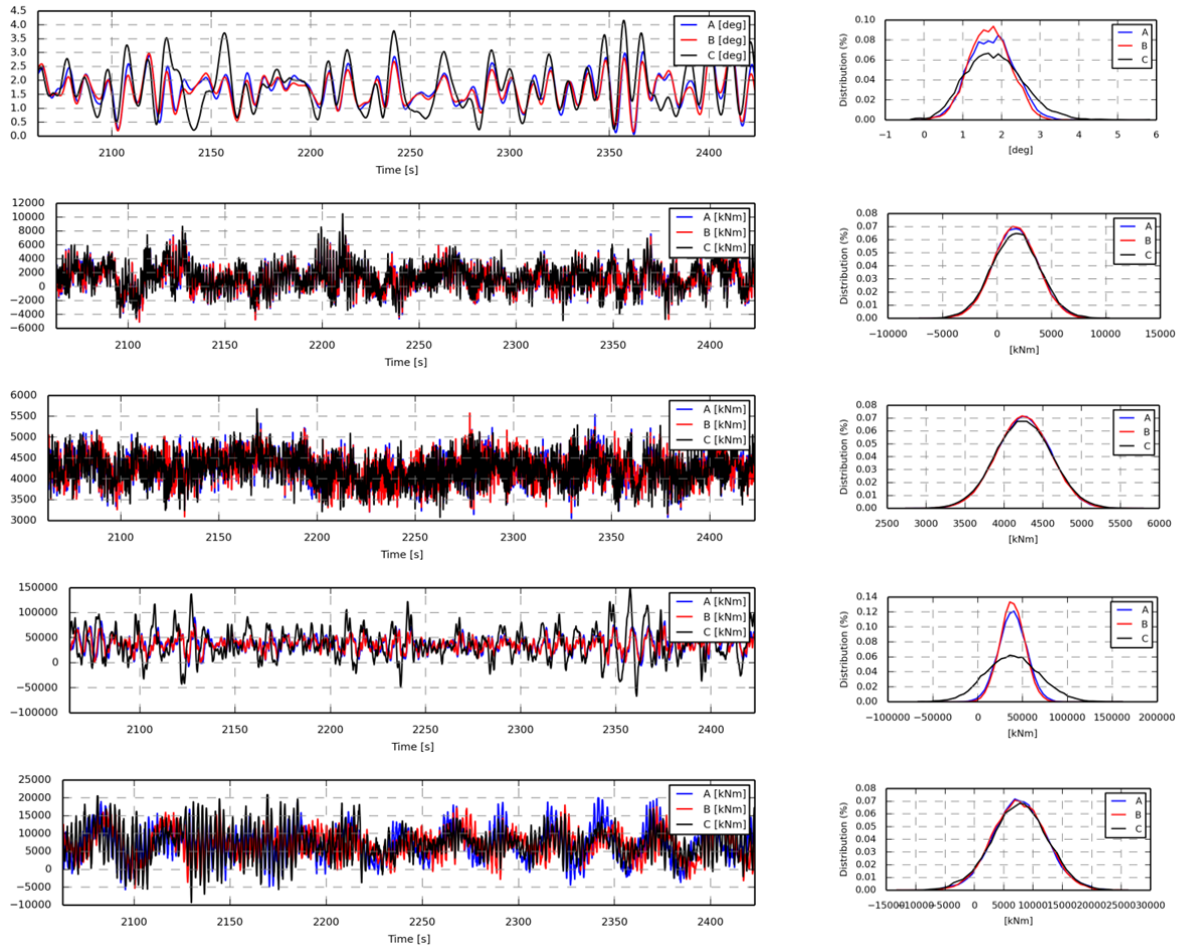 4.5
4.0
3.5
3.0
2.5
2.0
1.5
1.0
0.5
0.0
A [deg]
B [deg]
C [deg]
2100 2150 2200 2250 2300 2350 2400
Time [s]
Distribution (%)
0.10
0.08
0.06
0.04
0.02
0.00
A
B
C
−1 0 1 2 3 4 5 6
[deg]
12000
10000
8000
6000
4000
2000
0
−2000
−4000
−6000
A [kNm]
B [kNm]
C [kNm]
2100 2150 2200 2250 2300 2350 2400
Time [s]
Distribution (%)
0.08
0.07
0.06
0.05
0.04
0.03
0.02
0.01
0.00
A
B
C
−10000 −5000 0 5000 10000 15000
[kNm]
6000
5500
5000
4500
4000
3500
3000
A [kNm]
B [kNm]
C [kNm]
2100 2150 2200 2250 2300 2350 2400
Time [s]
Distribution (%)
0.08
0.07
0.06
0.05
0.04
0.03
0.02
0.01
0.00
A
B
C
2500 3000 3500 4000 4500 5000 5500 6000
[kNm]
150000
100000
50000
0
−50000
−100000
A [kNm]
B [kNm]
C [kNm]
2100 2150 2200 2250 2300 2350 2400
Time [s]
Distribution (%)
0.14
0.12
0.10
0.08
0.06
0.04
0.02
0.00
A
B
C
−100000 −50000 0 50000 100000 150000 200000
[kNm]
25000
20000
15000
10000
5000
0
−5000
−10000
A [kNm]
B [kNm]
C [kNm]
2100 2150 2200 2250 2300 2350 2400
Time [s]
Distribution (%)
0.08
0.07
0.06
0.05
0.04
0.03
0.02
0.01
0.00
A
B
C
−15000 −10000 −5000 0 5000 10000 15000 20000 25000 30000
[kNm]